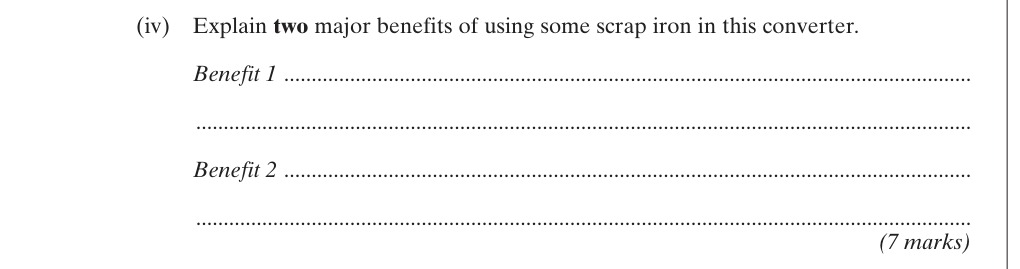 (iv) Explain two major benefits of using some scrap iron in this converter.
Benefit 1 ................................................................................................................
................................................................................................................................
Benefit 2 ................................................................................................................
................................................................................................................................
(7 marks)